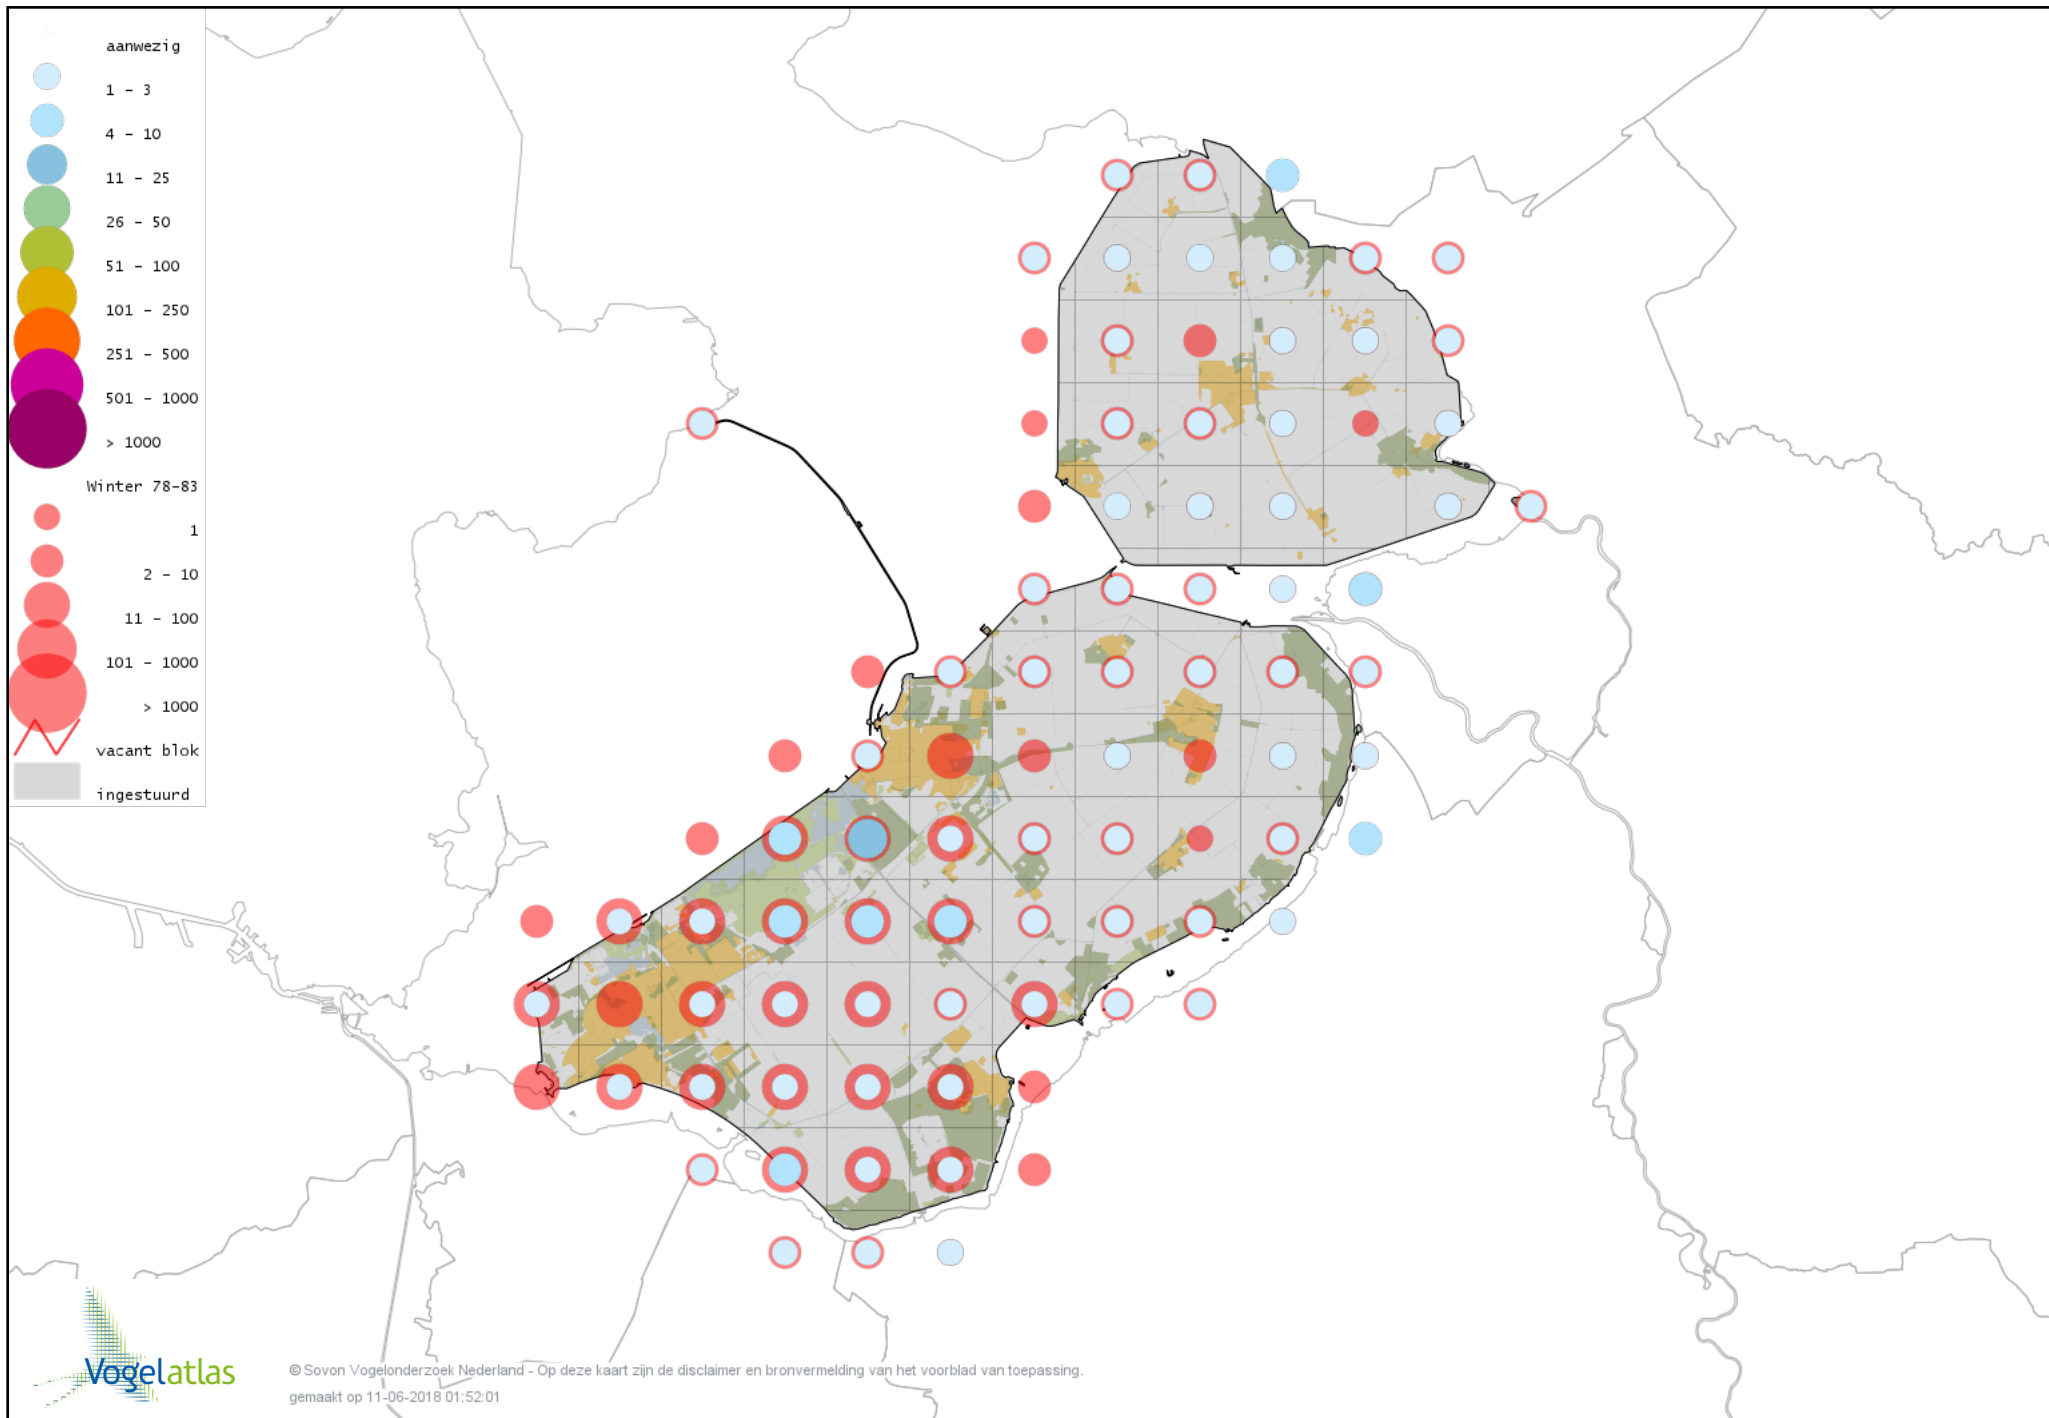 aanwezig
1 - 3
4 - 10
11 - 25
26 - 50
51 - 100
101 - 250
251 - 500
501 - 1000
> 1000
Winter 78-83
1
2 - 10
11 - 100
101 - 1000
> 1000
vacant blok
ingestuurd
Vogelatlas
© Sovon Vogelonderzoek Nederland - Op deze kaart zijn de disclaimer en bronvermelding van het voorblad van toepassing.
gemaakt op 11-06-2018 01:52:01